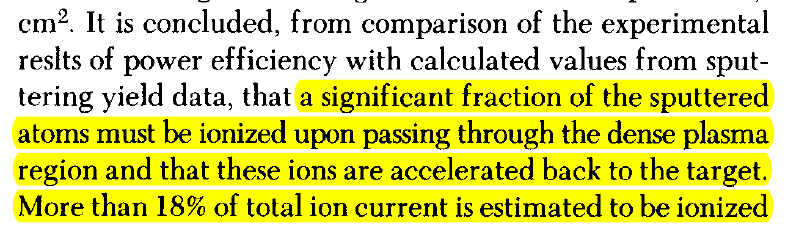 cm². It is concluded, from comparison of the experimental
reslts of power efficiency with calculated values from sput-
tering yield data, that a significant fraction of the sputtered
atoms must be ionized upon passing through the dense plasma
region and that these ions are accelerated back to the target.
More than 18% of total ion current is estimated to be ionized